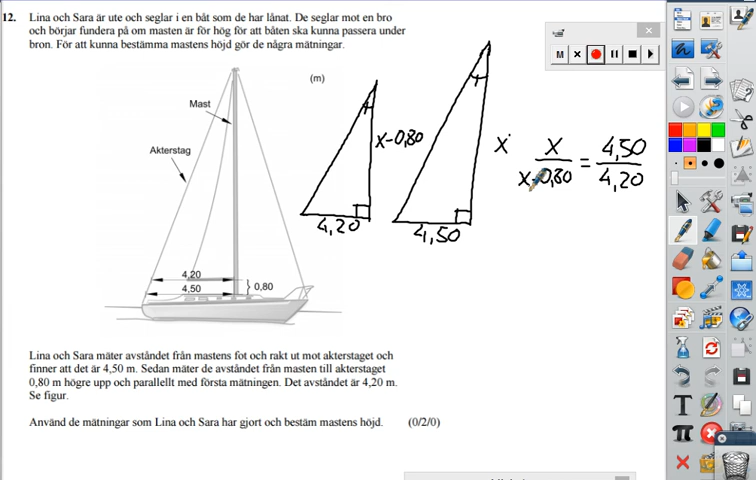 12. Lina och Sara är ute och seglar i en båt som de har lånat. De seglar mot en bro
och börjar fundera på om masten är för hög för att båten ska kunna passera under
bron. För att kunna bestämma mastens höjd gör de några mätningar.
(m)
Mast
Akterstag
4,20
4,50
0,80
x-0,80
4,20
x
4,50
x / x-0,80 = 4,50 / 4,20
Lina och Sara mäter avståndet från mastens fot och rakt ut mot akterstaget och
finner att det är 4,50 m. Sedan mäter de avståndet från masten till akterstaget
0,80 m högre upp och parallellt med första mätningen. Det avståndet är 4,20 m.
Se figur.
Använd de mätningar som Lina och Sara har gjort och bestäm mastens höjd. (0/2/0)
M
T
π